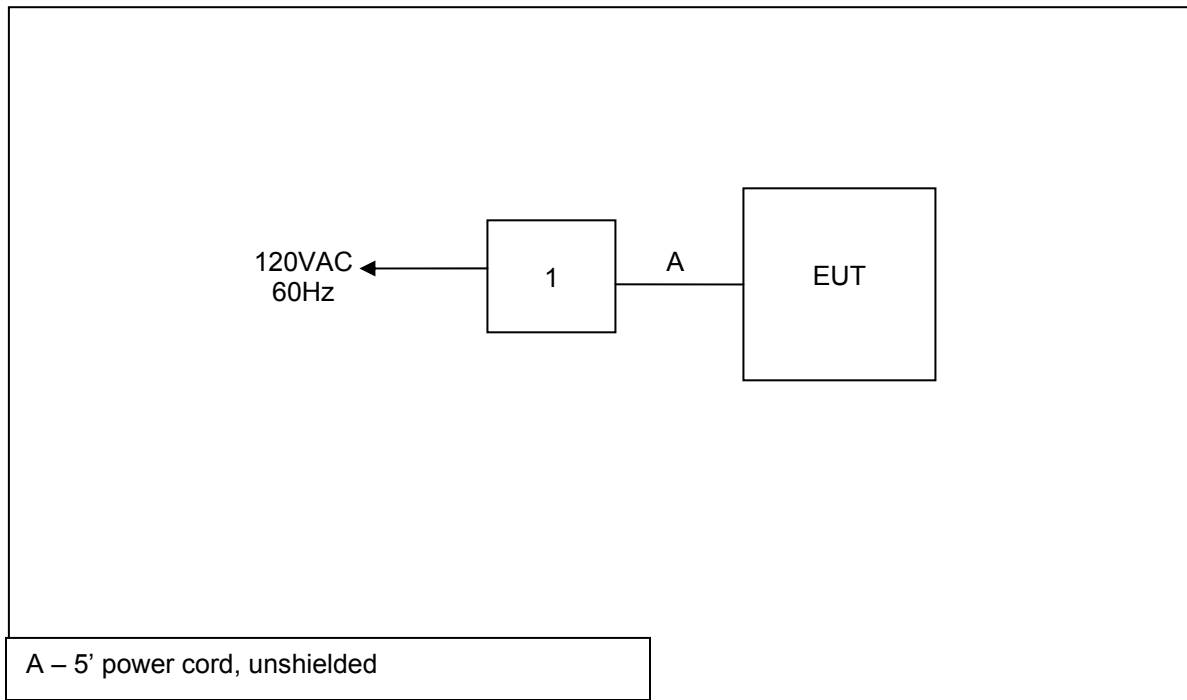 120VAC
60Hz
1
A
EUT
A – 5’ power cord, unshielded